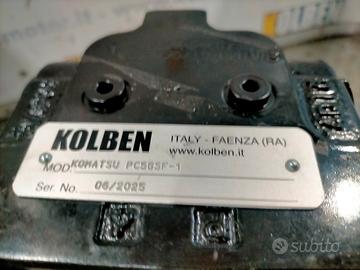 KOLBEN
ITALY - FAENZA (RA)
www.kolben.it
MOD. KOMATSU PC58SF-1
Ser. No. 06/2025
subito